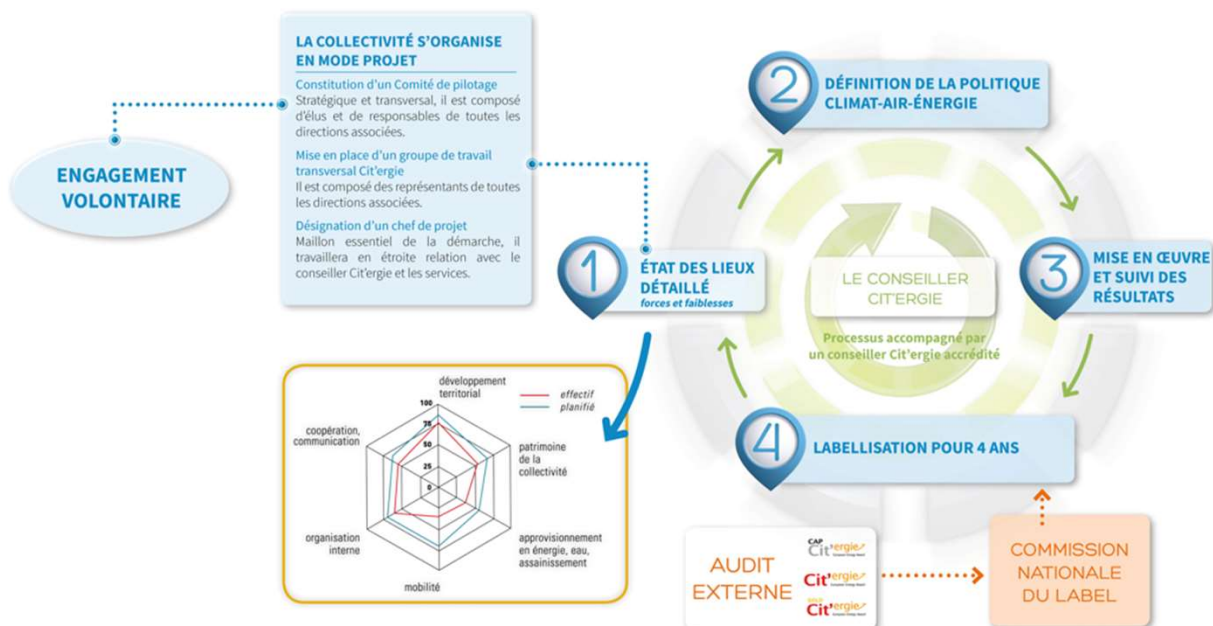 ENGAGEMENT
VOLONTAIRE
LA COLLECTIVITÉ S'ORGANISE
EN MODE PROJET
Constitution d'un Comité de pilotage
Stratégique et transversal, il est composé
d'élus et de responsables de toutes les
directions associées.
Mise en place d'un groupe de travail
transversal Cit'ergie
Il est composé des représentants de toutes
les directions associées.
Désignation d'un chef de projet
Maillon essentiel de la démarche, il
travaillera en étroite relation avec le
conseiller Cit'ergie et les services.
1
ÉTAT DES LIEUX
DÉTAILLÉ
forces et faiblesses
2
DÉFINITION DE LA POLITIQUE
CLIMAT-AIR-ÉNERGIE
3
MISE EN ŒUVRE
ET SUIVI DES
RÉSULTATS
4
LABELLISATION POUR 4 ANS
LE CONSEILLER
CIT'ERGIE
Processus accompagné par
un conseiller Cit'ergie accrédité
développement
territorial
effectif
planifié
100
75
50
25
0
coopération,
communication
patrimoine
de la
collectivité
organisation
interne
approvisionnement
en énergie, eau,
assainissement
mobilité
AUDIT
EXTERNE
CAP
Cit'ergie
Cit'ergie
Cit'ergie
COMMISSION
NATIONALE
DU LABEL